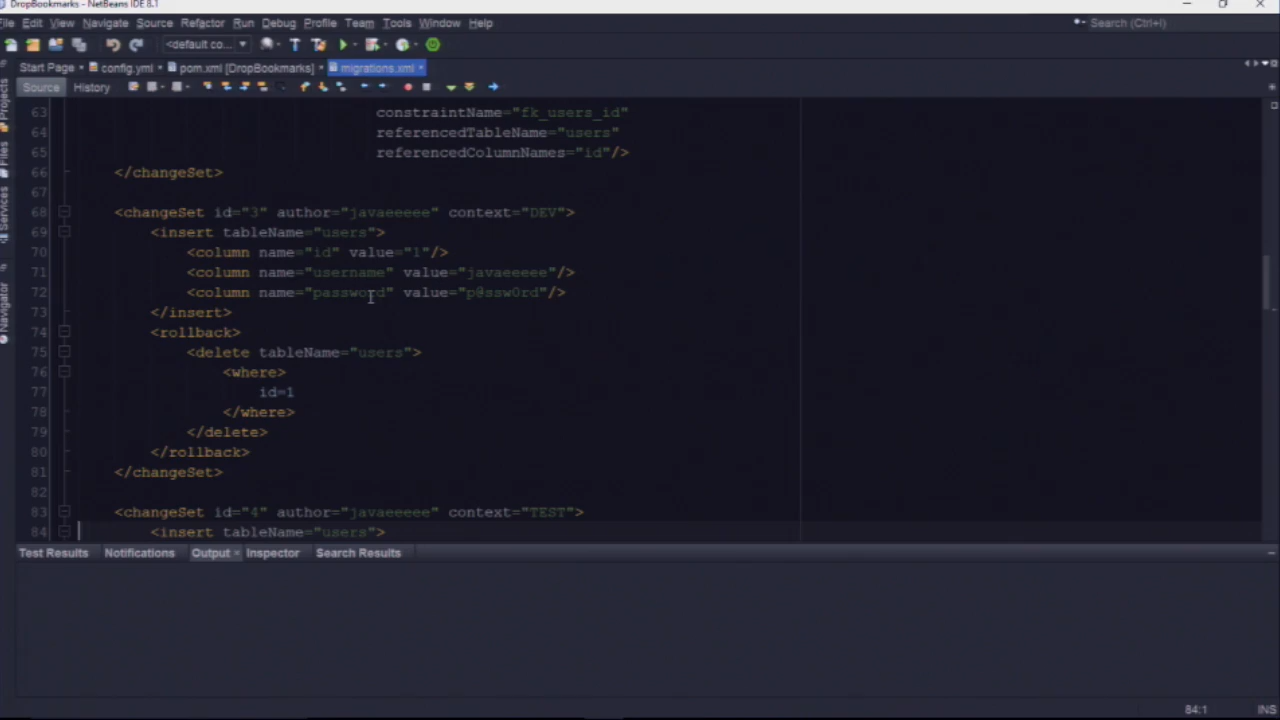 DropBookmarks - NetBeans IDE 8.1
File Edit View Navigate Source Refactor Run Debug Profile Team Tools Window Help
Search (Ctrl+I)
<default co...
Start Page config.yml pom.xml [DropBookmarks] migrations.xml
Source History
Projects
Files
Services
Navigator
63 constraintName="fk_users_id"
64 referencedTableName="users"
65 referencedColumnNames="id"/>
66 </changeSet>
67
68 <changeSet id="3" author="javaeeeee" context="DEV">
69 <insert tableName="users">
70 <column name="id" value="1"/>
71 <column name="username" value="javaeeeee"/>
72 <column name="password" value="p@ssw0rd"/>
73 </insert>
74 <rollback>
75 <delete tableName="users">
76 <where>
77 id=1
78 </where>
79 </delete>
80 </rollback>
81 </changeSet>
82
83 <changeSet id="4" author="javaeeeee" context="TEST">
84 <insert tableName="users">
Test Results Notifications Output Inspector Search Results
84:1 INS